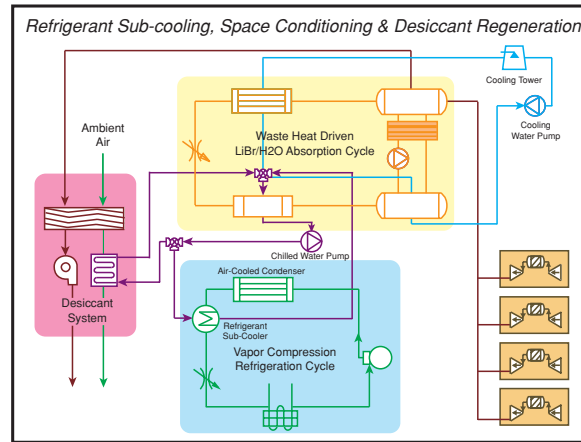 Refrigerant Sub-cooling, Space Conditioning & Desiccant Regeneration
Cooling Tower
Cooling
Water Pump
Ambient
Air
Waste Heat Driven
LiBr/H2O Absorption Cycle
Chilled Water Pump
Desiccant
System
Air-Cooled Condenser
Refrigerant
Sub-Cooler
Vapor Compression
Refrigeration Cycle